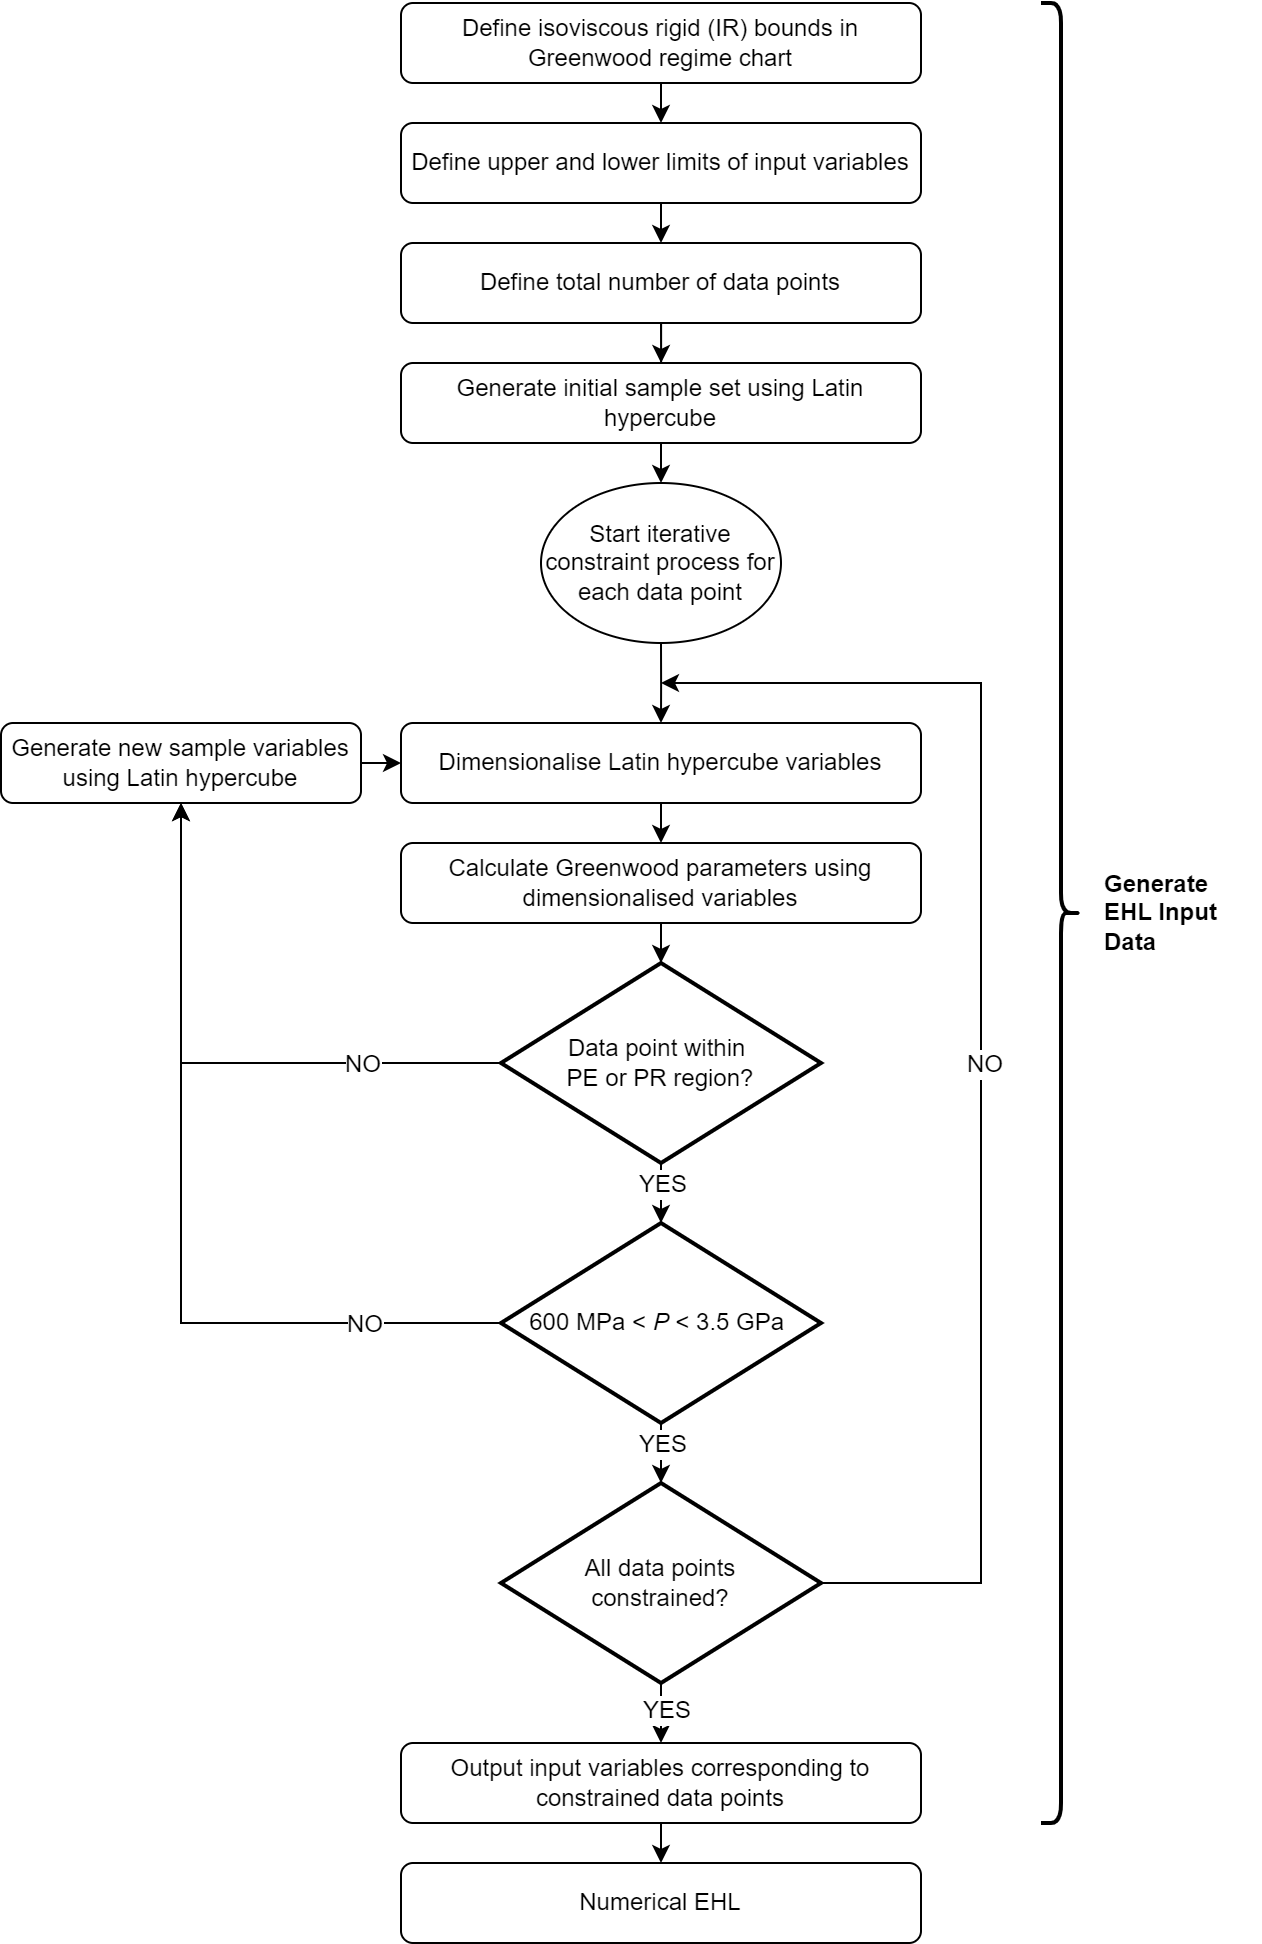 Define isoviscous rigid (IR) bounds in
Greenwood regime chart
Define upper and lower limits of input variables
Define total number of data points
Generate initial sample set using Latin
hypercube
Start iterative
constraint process for
each data point
Generate new sample variables
using Latin hypercube
Dimensionalise Latin hypercube variables
Calculate Greenwood parameters using
dimensionalised variables
Generate
EHL Input
Data
Data point within
PE or PR region?
NO
NO
YES
600 MPa < P < 3.5 GPa
NO
YES
All data points
constrained?
YES
Output input variables corresponding to
constrained data points
Numerical EHL